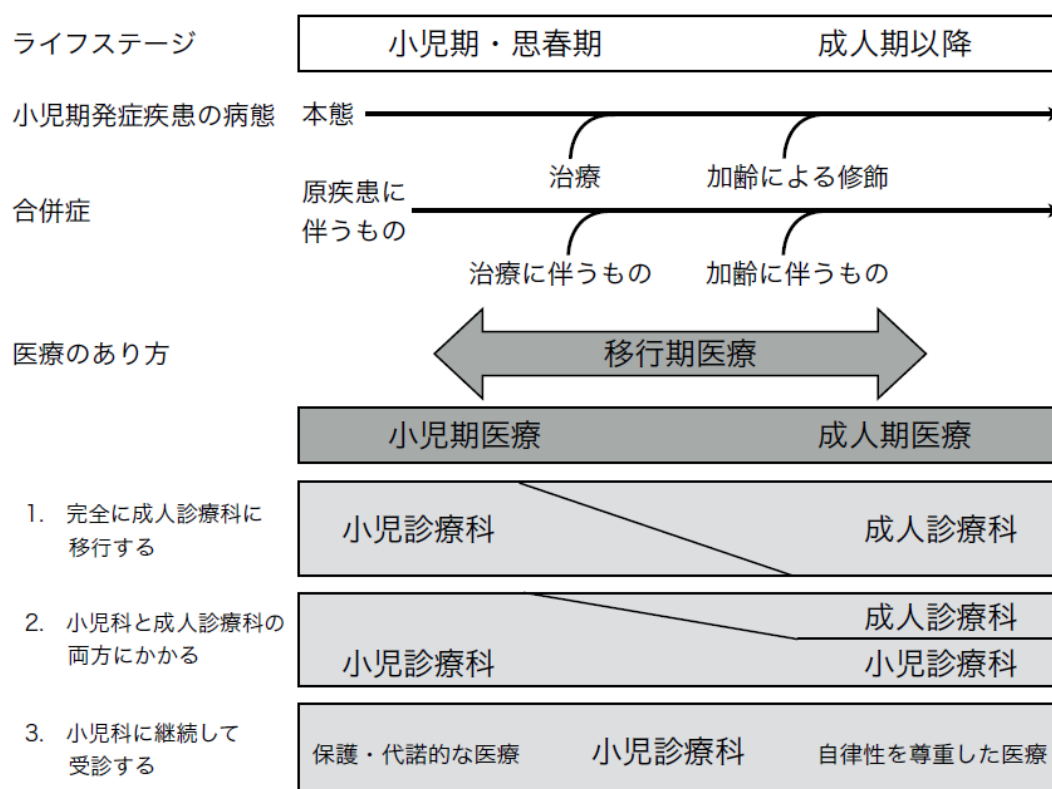 ライフステージ
小児期・思春期
成人期以降
小児期発症疾患の病態
本態
治療
加齢による修飾
合併症
原疾患に
伴うもの
治療に伴うもの
加齢に伴うもの
医療のあり方
移行期医療
小児期医療
成人期医療
1. 完全に成人診療科に
移行する
小児診療科
成人診療科
2. 小児科と成人診療科の
両方にかかる
小児診療科
成人診療科
小児診療科
3. 小児科に継続して
受診する
保護・代諾的な医療
小児診療科
自律性を尊重した医療